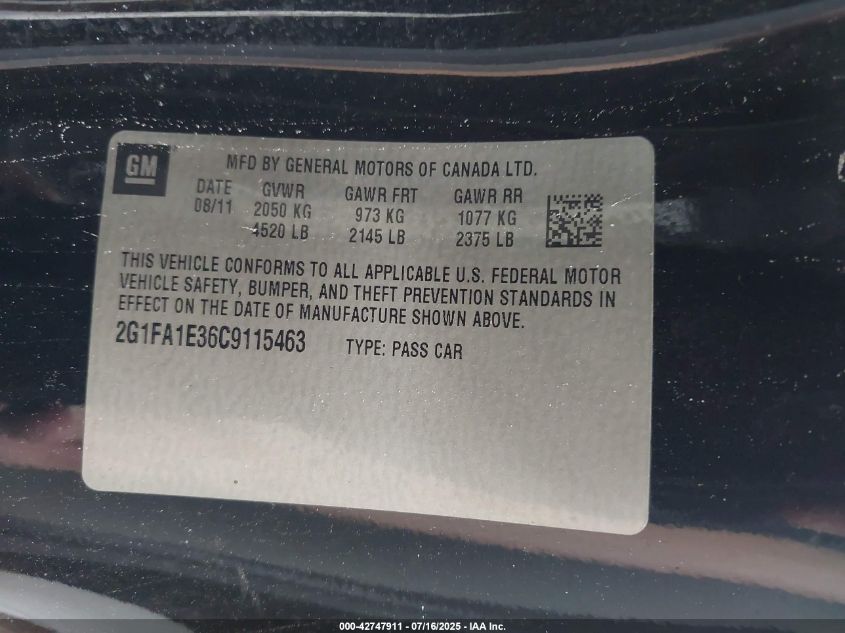 GM
MFD BY GENERAL MOTORS OF CANADA LTD.
DATE GVWR GAWR FRT GAWR RR
08/11 2050 KG 973 KG 1077 KG
4520 LB 2145 LB 2375 LB
THIS VEHICLE CONFORMS TO ALL APPLICABLE U.S. FEDERAL MOTOR
VEHICLE SAFETY, BUMPER, AND THEFT PREVENTION STANDARDS IN
EFFECT ON THE DATE OF MANUFACTURE SHOWN ABOVE.
2G1FA1E36C9115463 TYPE: PASS CAR
000-42747911 - 07/16/2025 - IAA Inc.